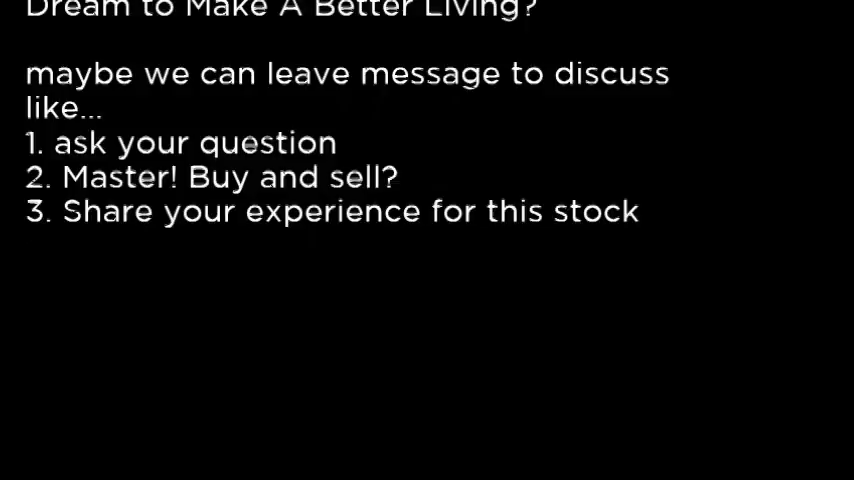 Dream to Make A Better Living?
maybe we can leave message to discuss
like...
1. ask your question
2. Master! Buy and sell?
3. Share your experience for this stock